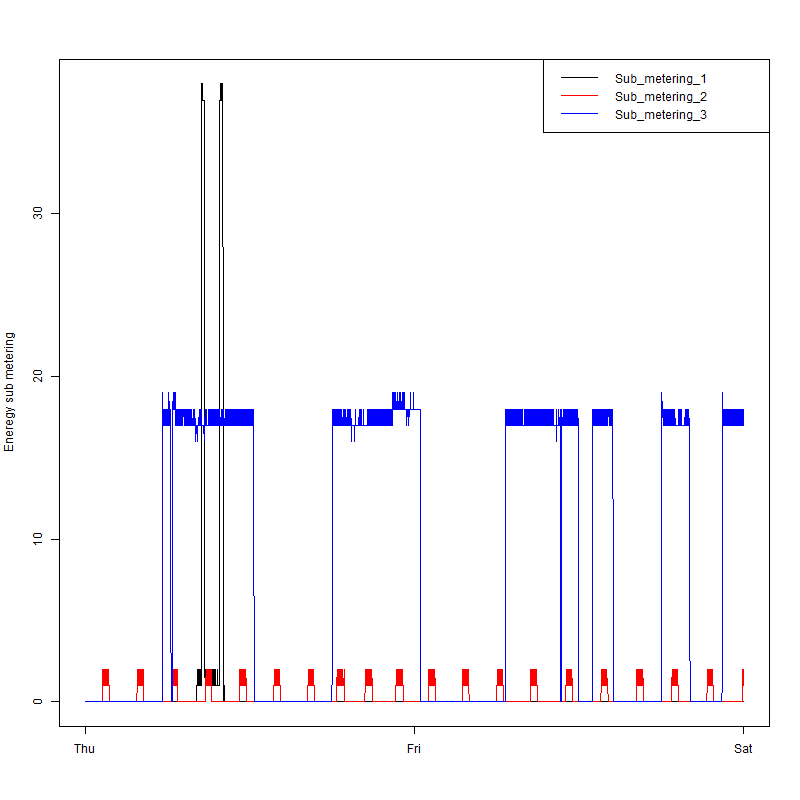 Sub_metering_1
Sub_metering_2
Sub_metering_3
Eneregy sub metering
30
20
10
0
Thu Fri Sat